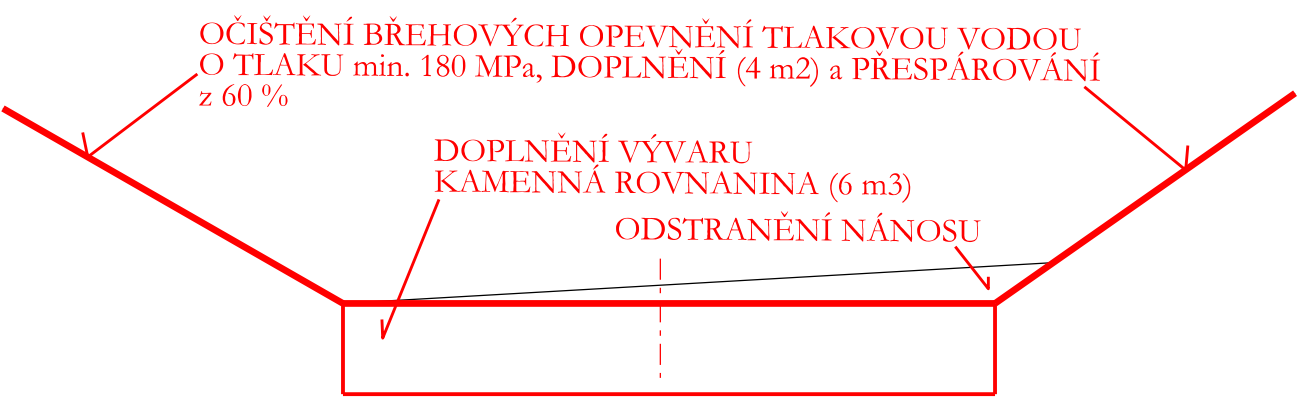 OČIŠTĚNÍ BŘEHOVÝCH OPEVNĚNÍ TLAKOVOU VODOU
O TLAKU min. 180 MPa, DOPLNĚNÍ (4 m2) a PŘESPÁROVÁNÍ
z 60 %
DOPLNĚNÍ VÝVARU
KAMENNÁ ROVNANINA (6 m3)
ODSTRANĚNÍ NÁNOSU